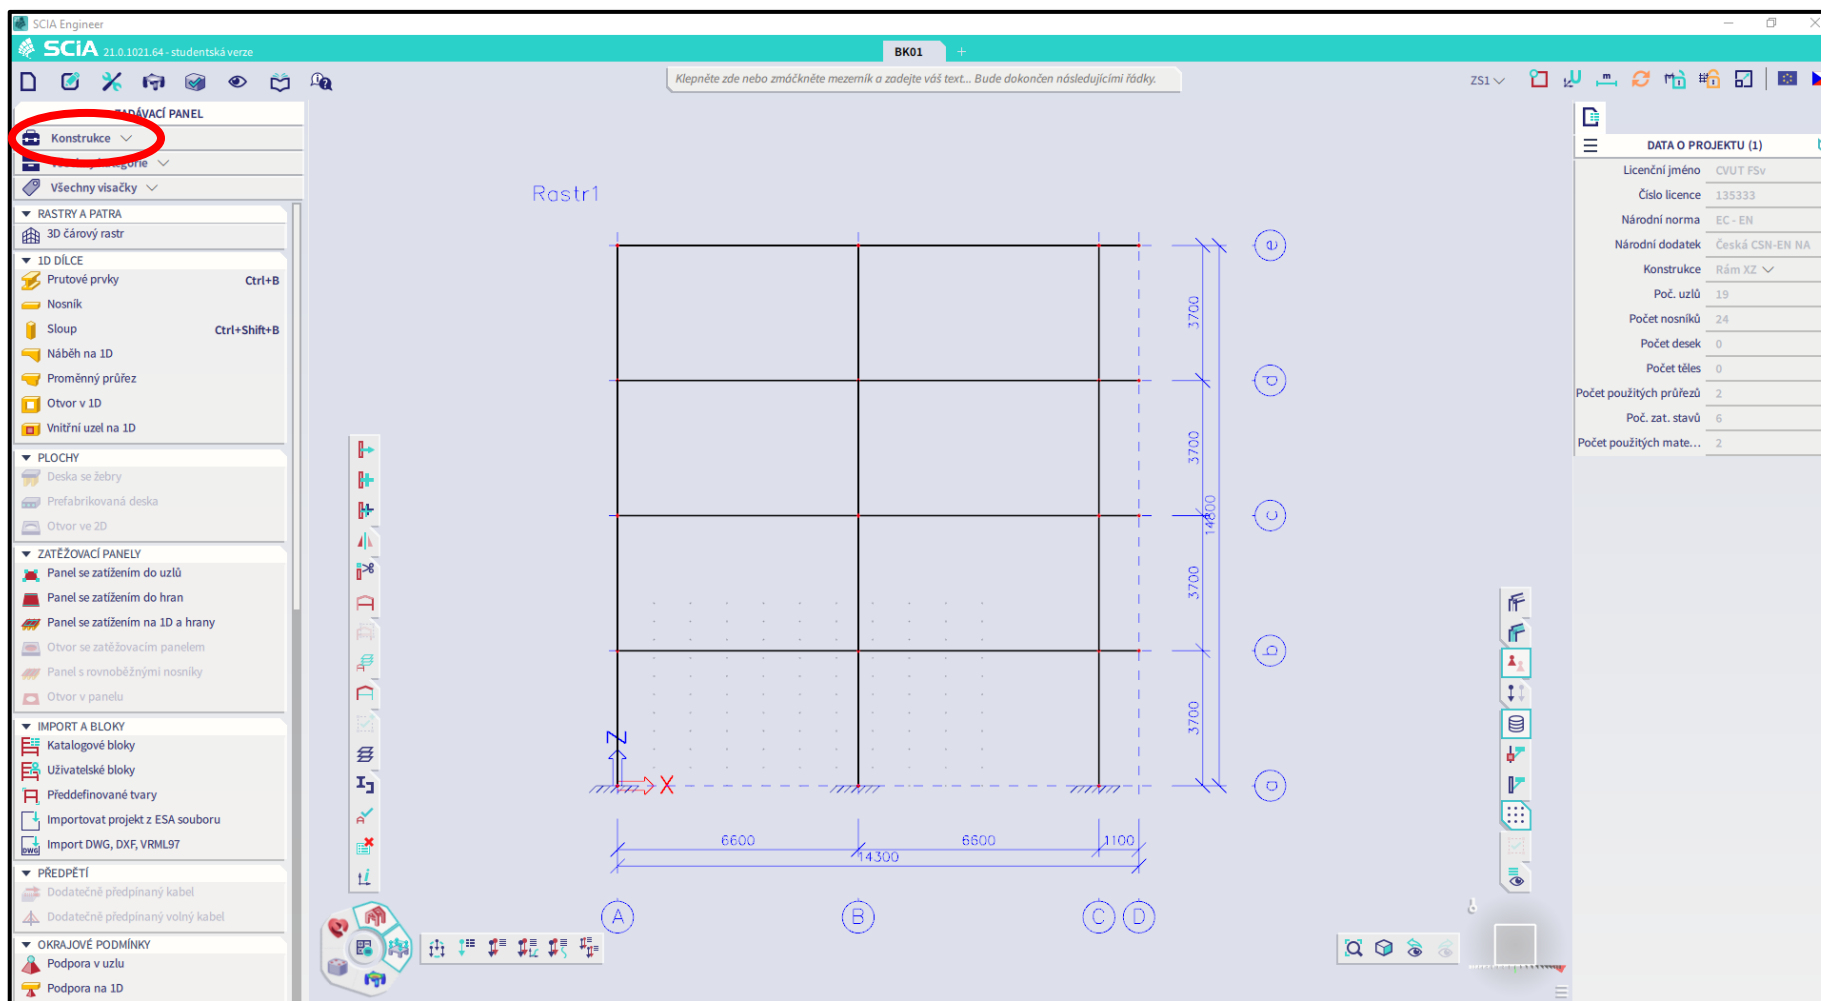 SCIA Engineer
SCIA 21.0.1021.64 - studentská verze
BK01
Klepněte zde nebo zmáčkněte mezerník a zadejte váš text... Bude dokončen následujícími řádky.
ZS1
ZADÁVACÍ PANEL
Konstrukce
Všechny visačky
RASTRY A PATRA
3D čárový rastr
1D DÍLCE
Prutové prvky Ctrl+B
Nosník
Sloup Ctrl+Shift+B
Náběh na 1D
Proměnný průřez
Otvor v 1D
Vnitřní uzel na 1D
PLOCHY
Deska se žebry
Prefabrikovaná deska
Otvor ve 2D
ZATĚŽOVACÍ PANELY
Panel se zatížením do uzlů
Panel se zatížením do hran
Panel se zatížením na 1D a hrany
Otvor se zatěžovacím panelem
Panel s rovnoběžnými nosníky
Otvor v panelu
IMPORT A BLOKY
Katalogové bloky
Uživatelské bloky
Předdefinované tvary
Importovat projekt z ESA souboru
Import DWG, DXF, VRML97
PŘEDPĚTÍ
Dodatečně předpínaný kabel
Dodatečně předpínaný volný kabel
OKRAJOVÉ PODMÍNKY
Podpora v uzlu
Podpora na 1D
Rastr1
e
3700
d
3700
14800
c
3700
b
3700
a
Z
X
6600 6600 1100
14300
A B C D
DATA O PROJEKTU (1)
Licenční jméno CVUT FSv
Číslo licence 135333
Národní norma EC - EN
Národní dodatek Česká CSN-EN NA
Konstrukce Rám XZ
Poč. uzlů 19
Počet nosníků 24
Počet desek 0
Počet těles 0
Počet použitých průřezů 2
Poč. zat. stavů 6
Počet použitých mate... 2